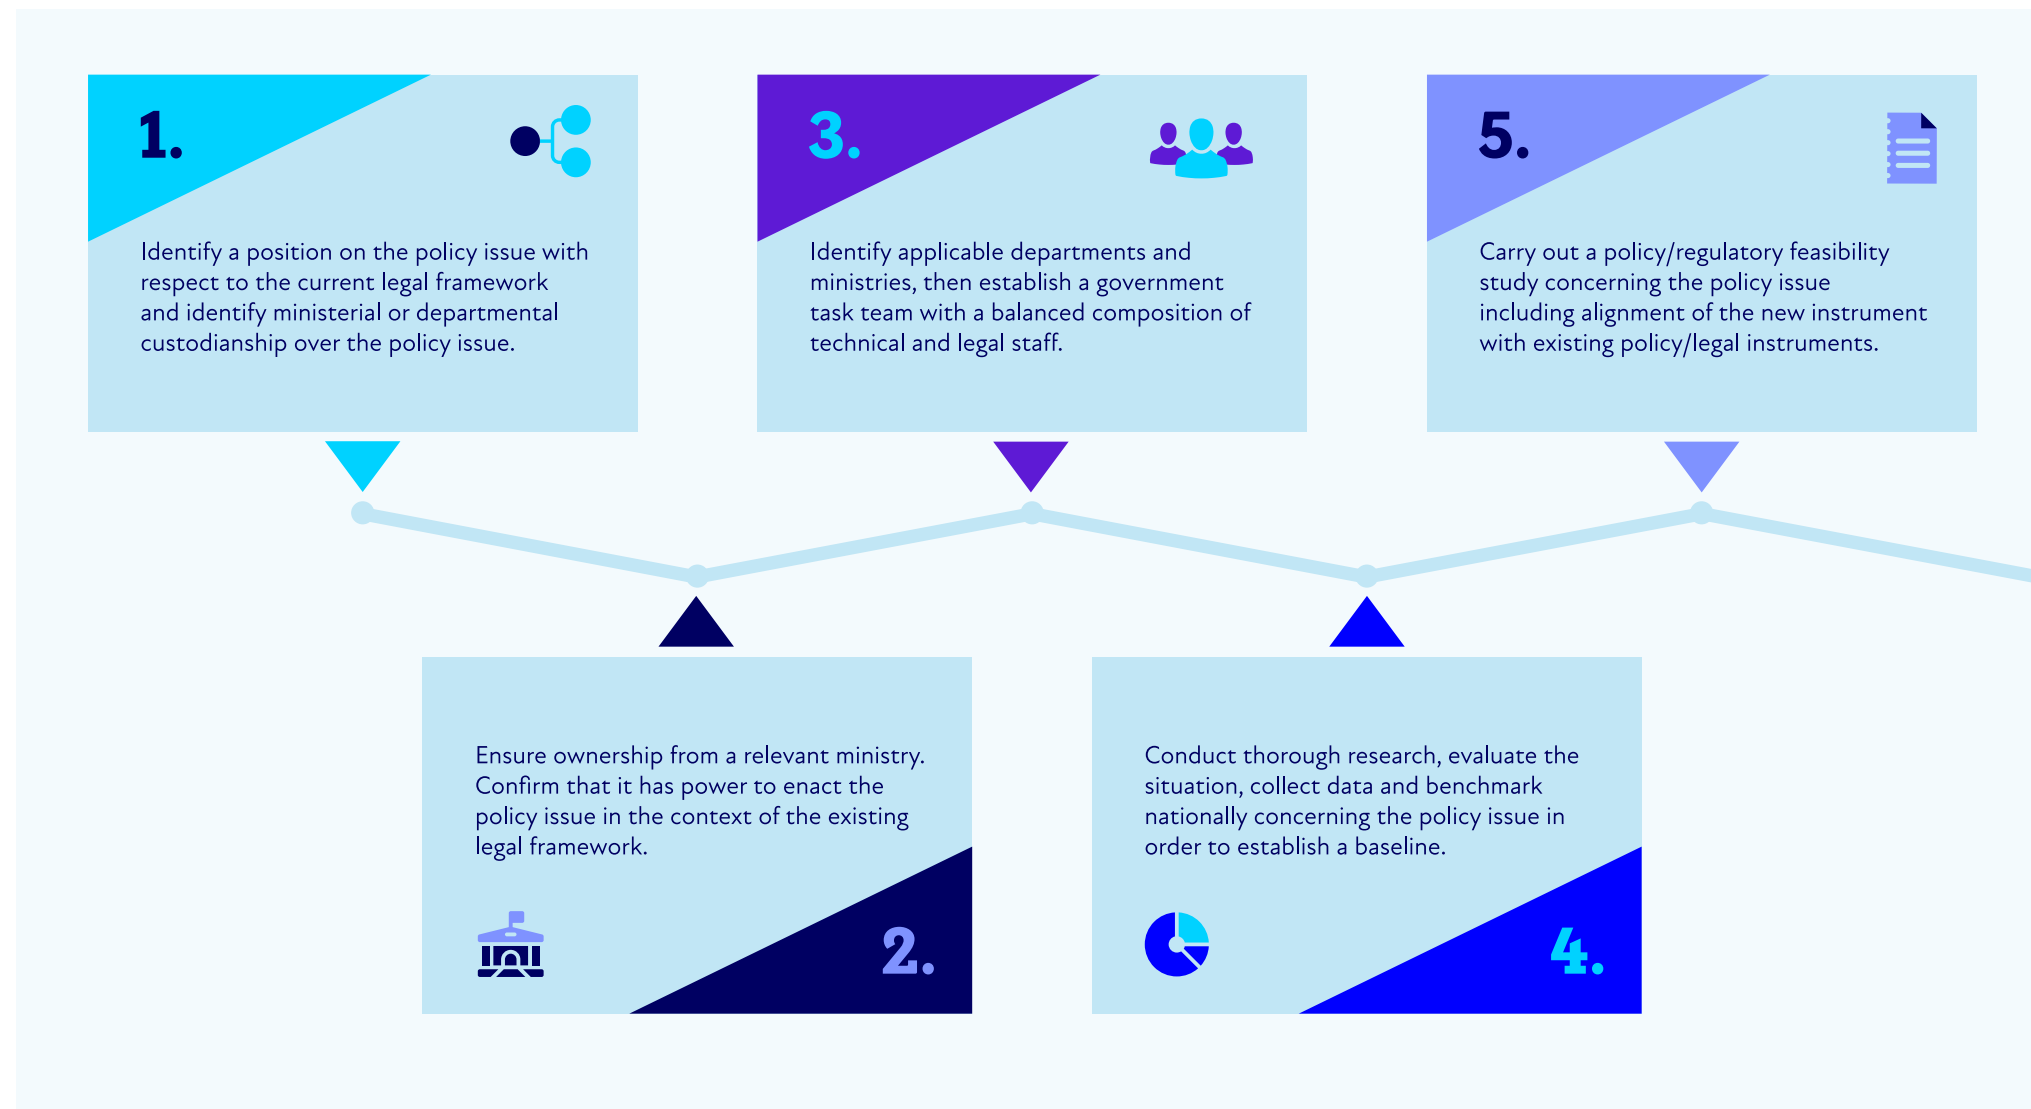 1.
Identify a position on the policy issue with
respect to the current legal framework
and identify ministerial or departmental
custodianship over the policy issue.
Ensure ownership from a relevant ministry.
Confirm that it has power to enact the
policy issue in the context of the existing
legal framework.
2.
3.
Identify applicable departments and
ministries, then establish a government
task team with a balanced composition of
technical and legal staff.
Conduct thorough research, evaluate the
situation, collect data and benchmark
nationally concerning the policy issue in
order to establish a baseline.
4.
5.
Carry out a policy/regulatory feasibility
study concerning the policy issue
including alignment of the new instrument
with existing policy/legal instruments.